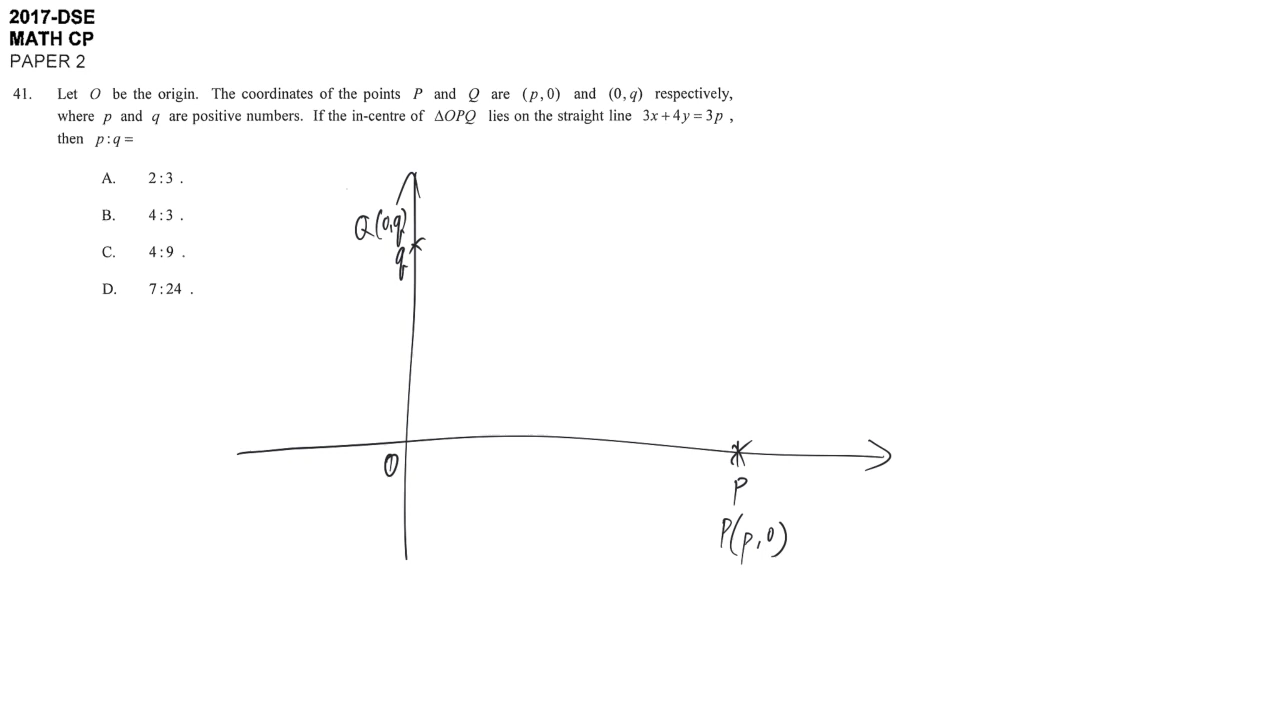 2017-DSE
MATH CP
PAPER 2
41. Let O be the origin. The coordinates of the points P and Q are (p,0) and (0,q) respectively,
where p and q are positive numbers. If the in-centre of ΔOPQ lies on the straight line 3x+4y=3p,
then p:q=
A. 2:3.
B. 4:3.
C. 4:9.
D. 7:24.
Q(0,q)
q
O
P
P(p,0)